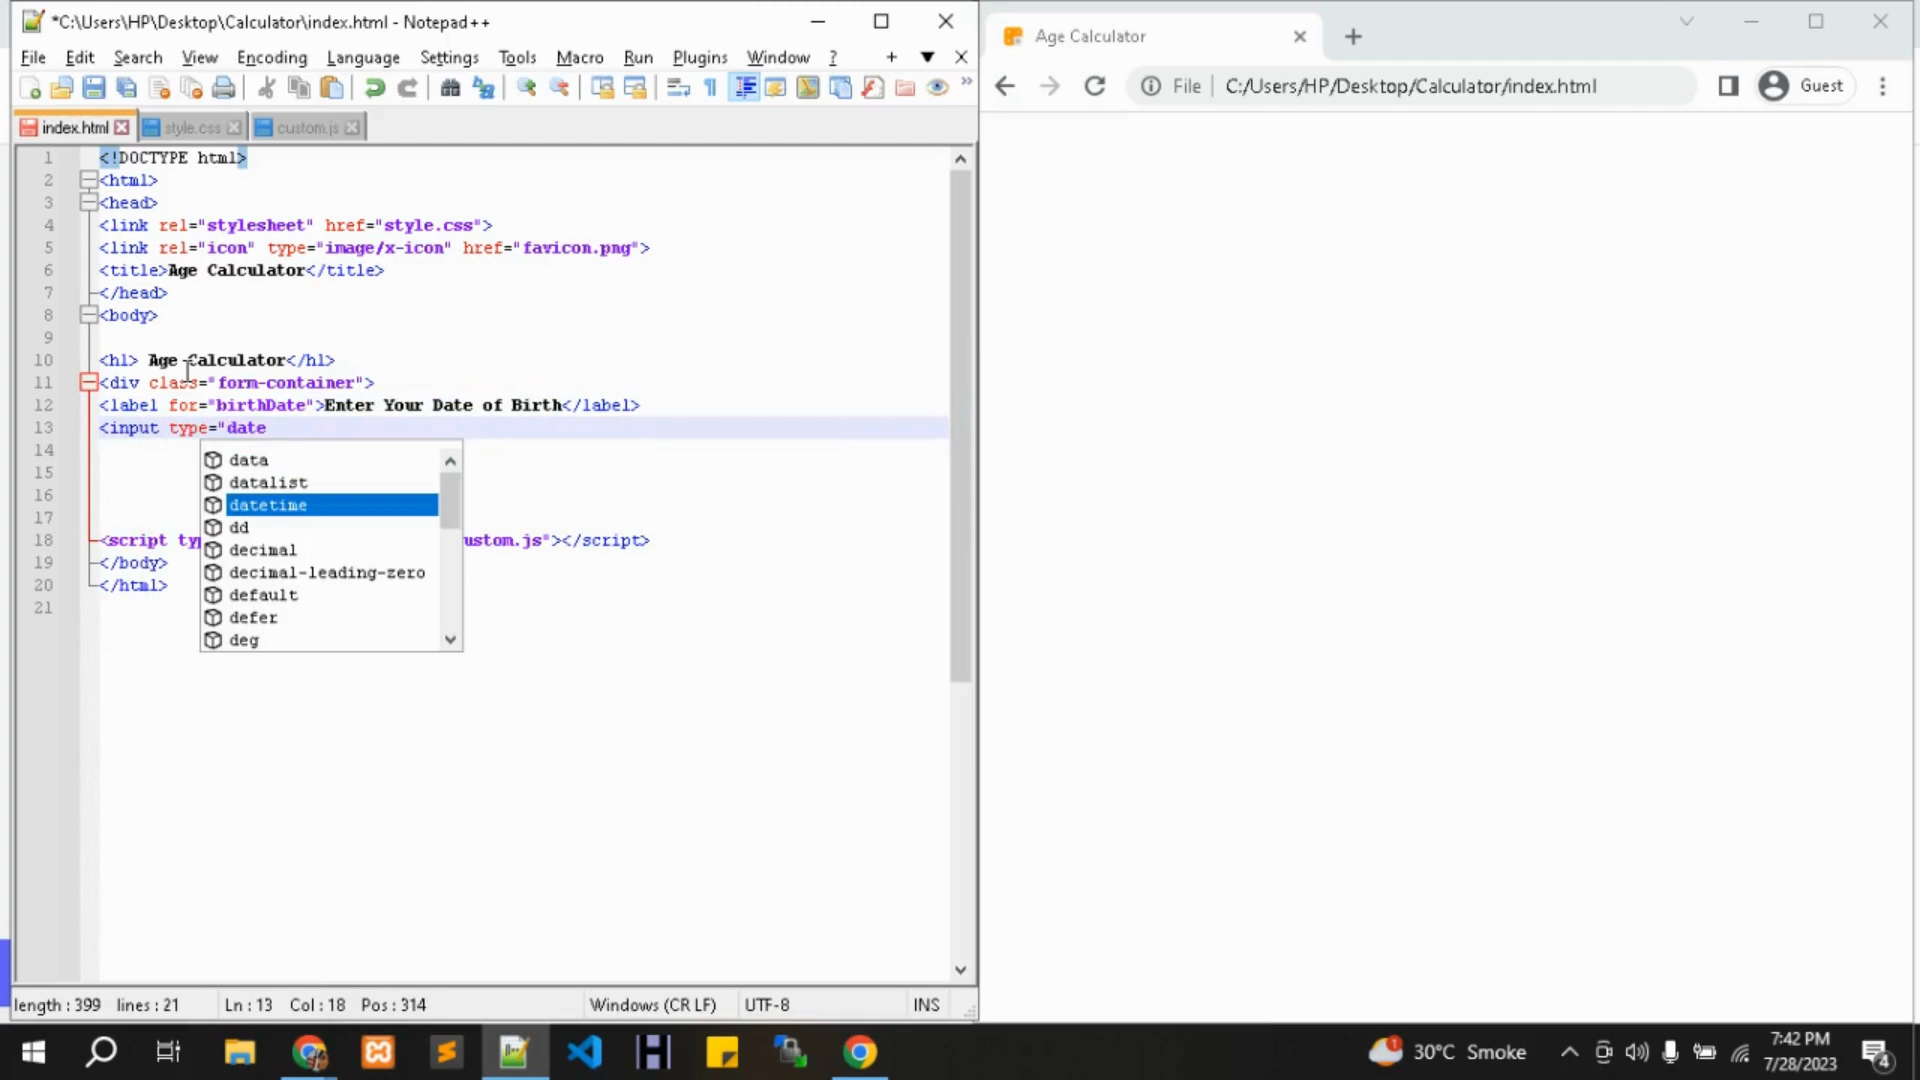 *C:\Users\HP\Desktop\Calculator\index.html - Notepad++
File Edit Search View Encoding Language Settings Tools Macro Run Plugins Window ?
index.html style.css custom.js
1 <!DOCTYPE html>
2 <html>
3 <head>
4 <link rel="stylesheet" href="style.css">
5 <link rel="icon" type="image/x-icon" href="favicon.png">
6 <title>Age Calculator</title>
7 </head>
8 <body>
9
10 <h1> Age Calculator</h1>
11 <div class="form-container">
12 <label for="birthDate">Enter Your Date of Birth</label>
13 <input type="date
14
15
16
17
18 <script typ ustom.js"></script>
19 </body>
20 </html>
21
data
datalist
datetime
dd
decimal
decimal-leading-zero
default
defer
deg
length : 399 lines : 21 Ln : 13 Col : 18 Pos : 314 Windows (CR LF) UTF-8 INS
Age Calculator
File C:/Users/HP/Desktop/Calculator/index.html Guest
30°C Smoke
7:42 PM
7/28/2023
1
4